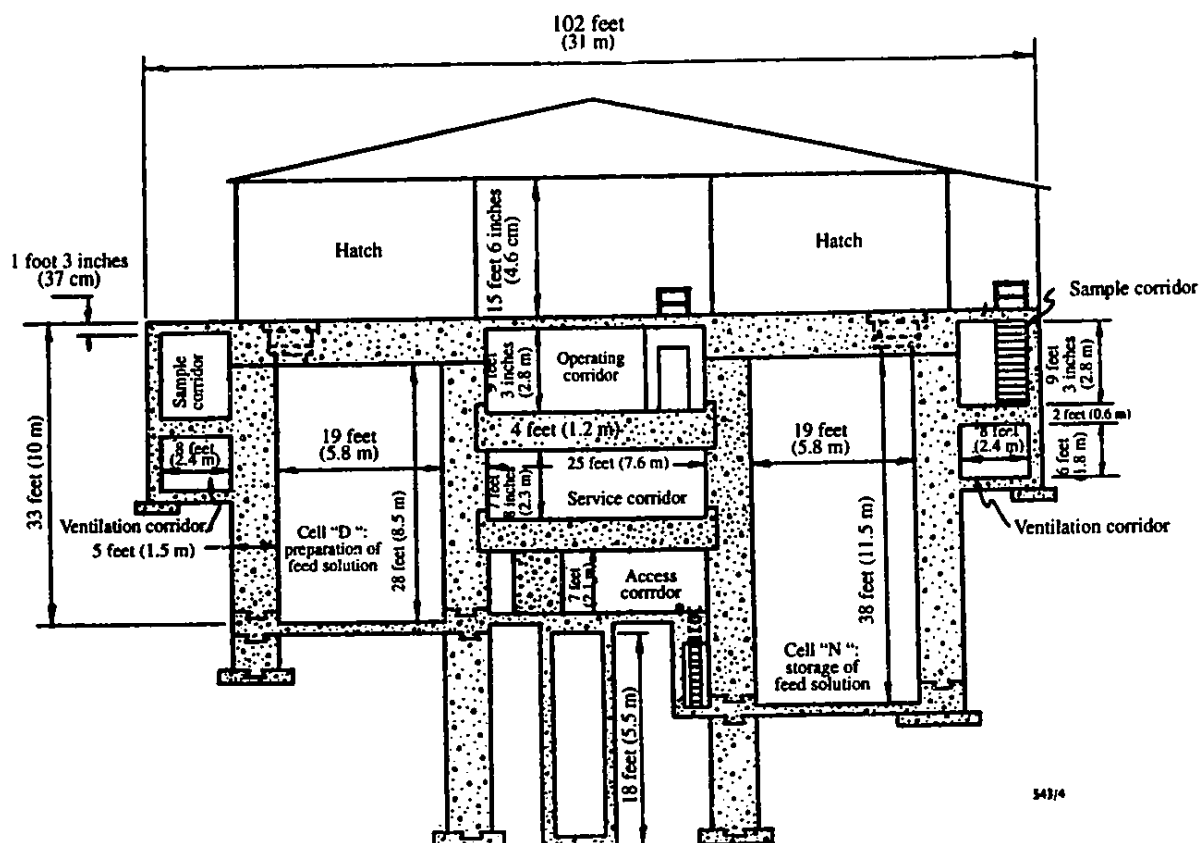 102 feet
(31 m)
15 feet 6 inches
(4.6 cm)
Hatch
Hatch
1 foot 3 inches
(37 cm)
Sample corridor
Sample
corridor
9 feet
3 inches
(2.8 m)
Operating
corridor
9 feet
3 inches
(2.8 m)
2 feet (0.6 m)
4 feet (1.2 m)
19 feet
(5.8 m)
19 feet
(5.8 m)
8 feet
(2.4 m)
8 feet
(2.4 m)
6 feet
1.8 m)
33 feet (10 m)
25 feet (7.6 m)
7 feet
8 inches
(2.3 m)
Service corridor
Ventilation corridor
5 feet (1.5 m)
Ventilation corridor
Cell "D ":
preparation of
feed solution
28 feet (8.5 m)
38 feet (11.5 m)
7 feet
(2.1 m)
Access
corridor
Cell "N ":
storage of
feed solution
18 feet (5.5 m)
543/4